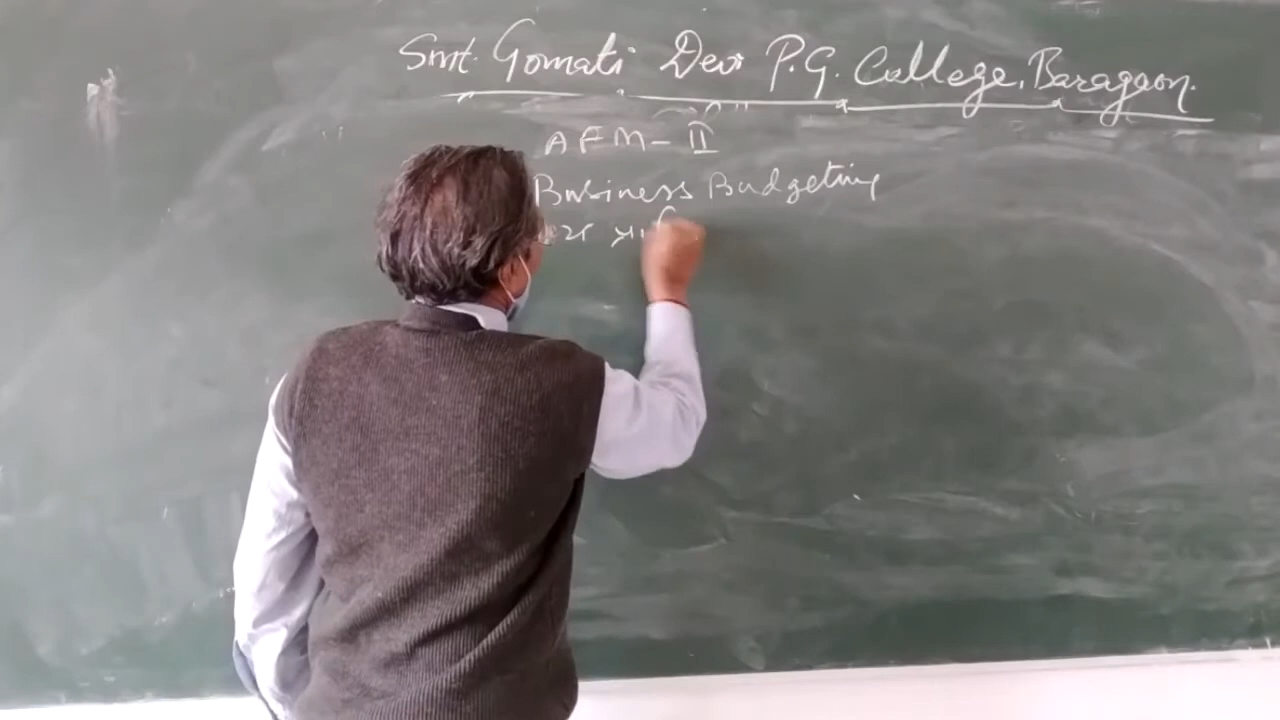 Smt. Gomati Devi P.G. College, Baragaon.
AFM-II
Business Budgeting